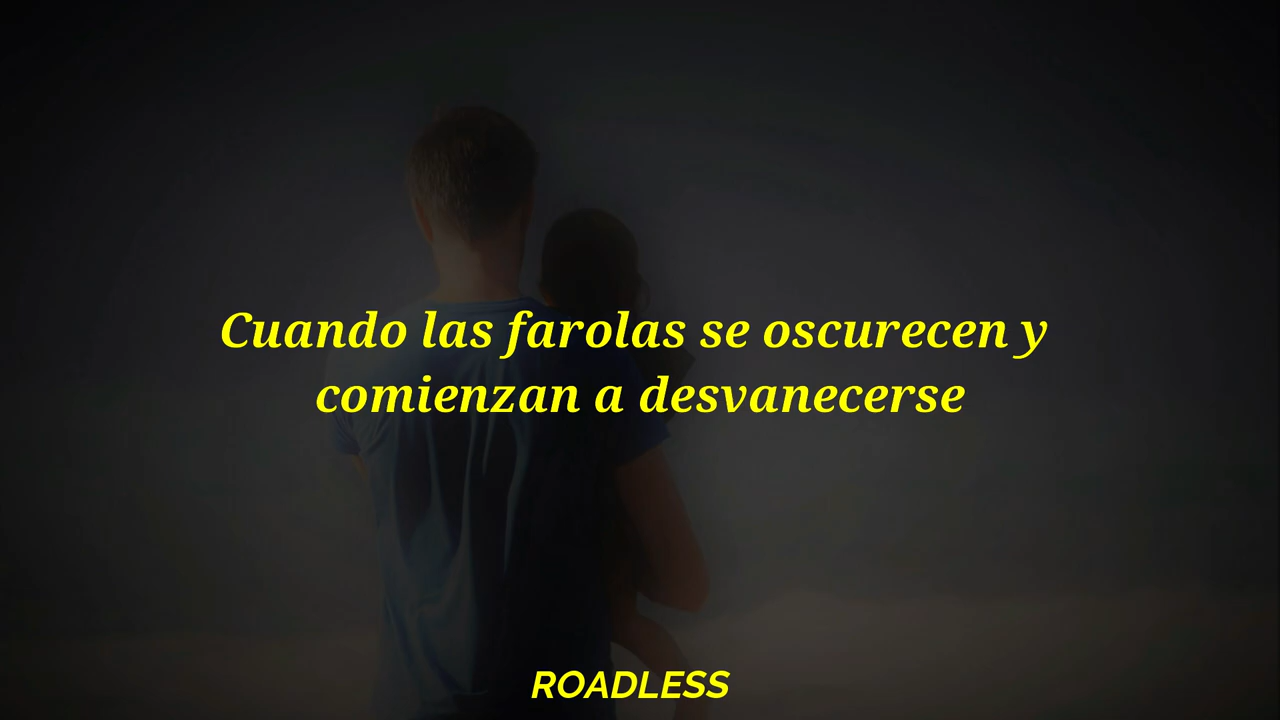 Cuando las farolas se oscurecen y
comienzan a desvanecerse
ROADLESS